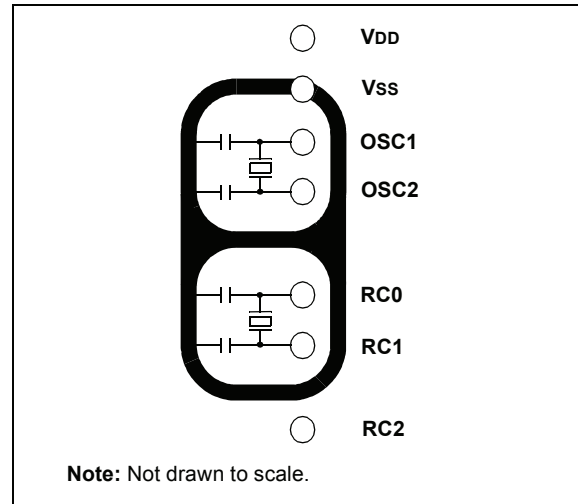 VDD
VSS
OSC1
OSC2
RC0
RC1
RC2
Note: Not drawn to scale.